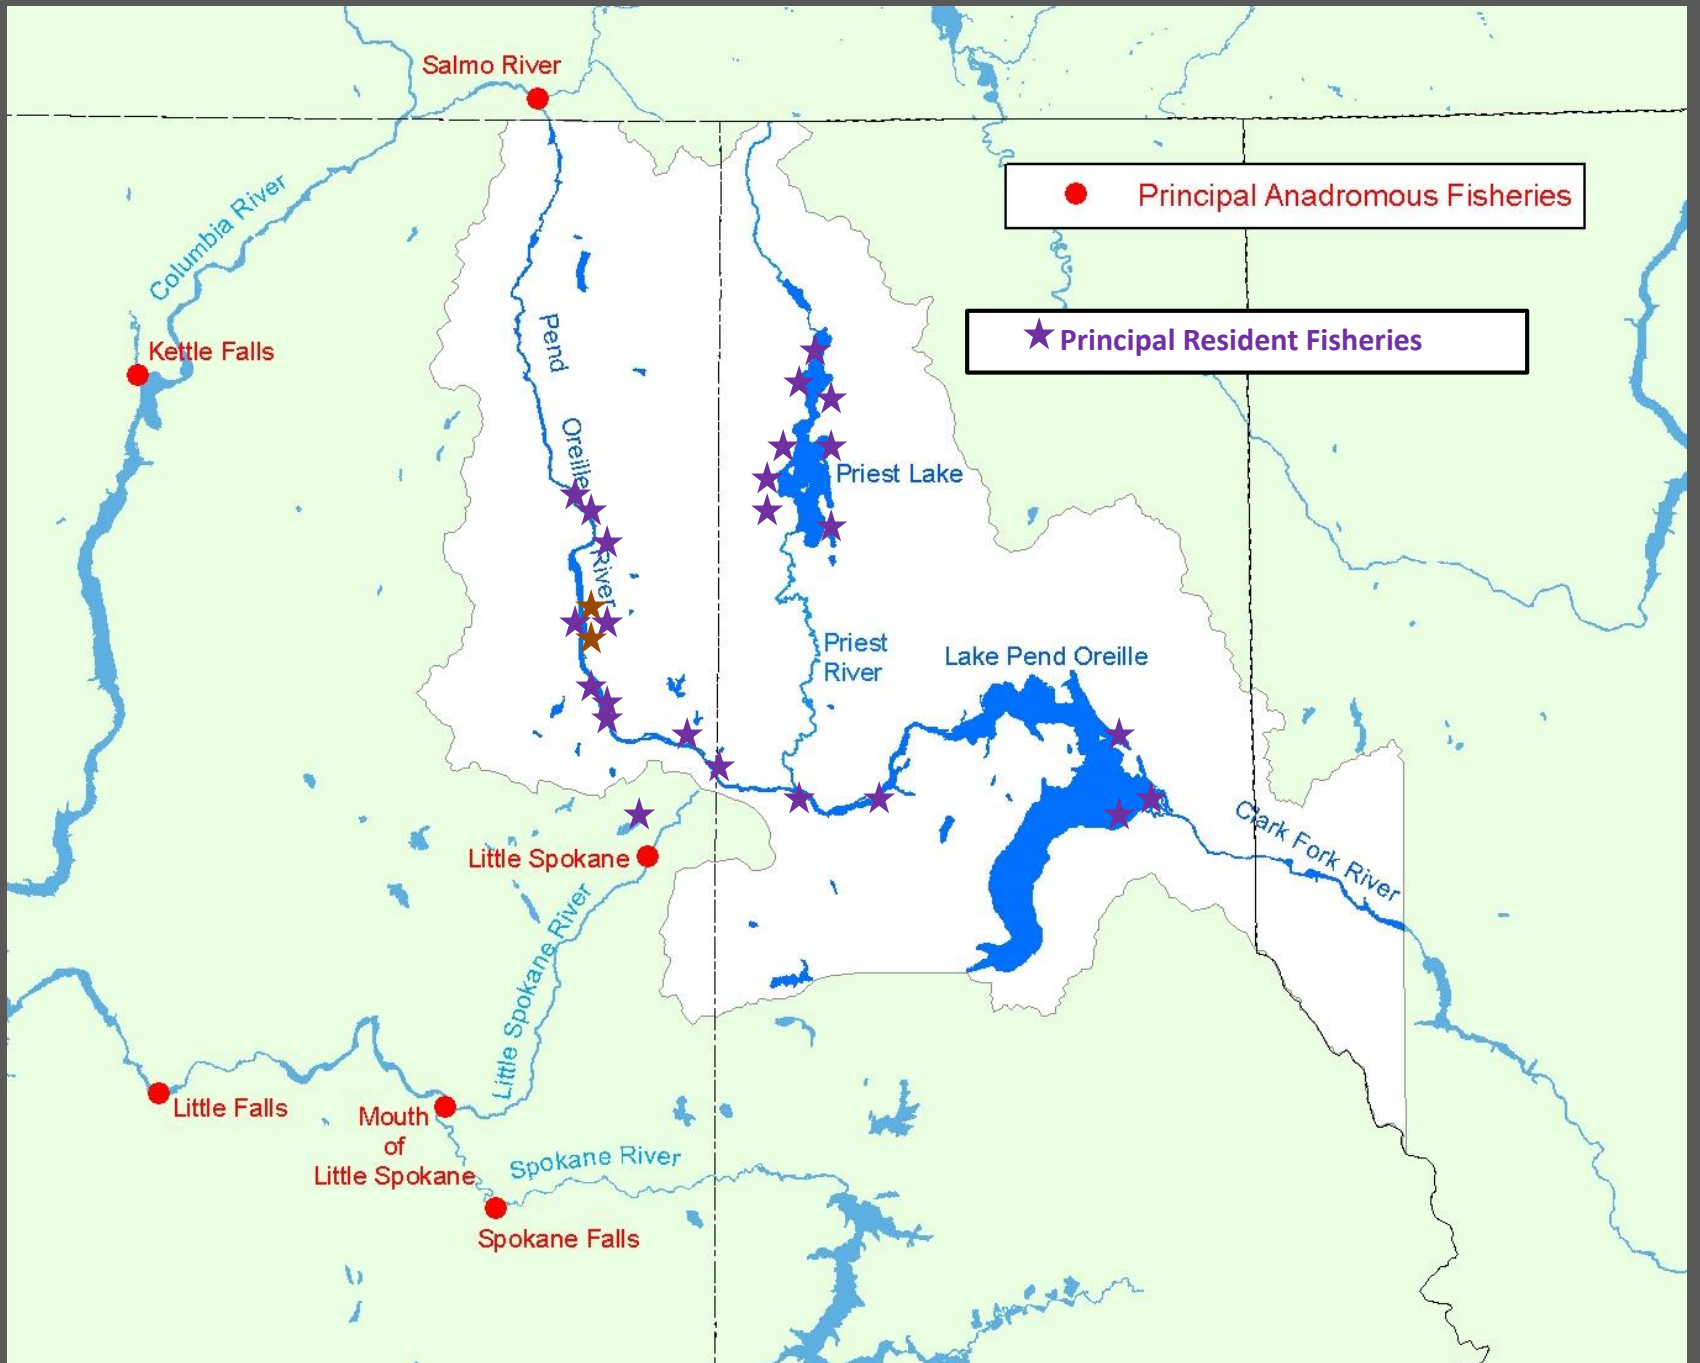 Salmo River
Principal Anadromous Fisheries
Columbia River
Principal Resident Fisheries
Kettle Falls
Pend
Oreille
River
Priest Lake
Priest
River
Lake Pend Oreille
Clark Fork River
Little Spokane
Little Spokane River
Little Falls
Mouth
of
Little Spokane
Spokane River
Spokane Falls